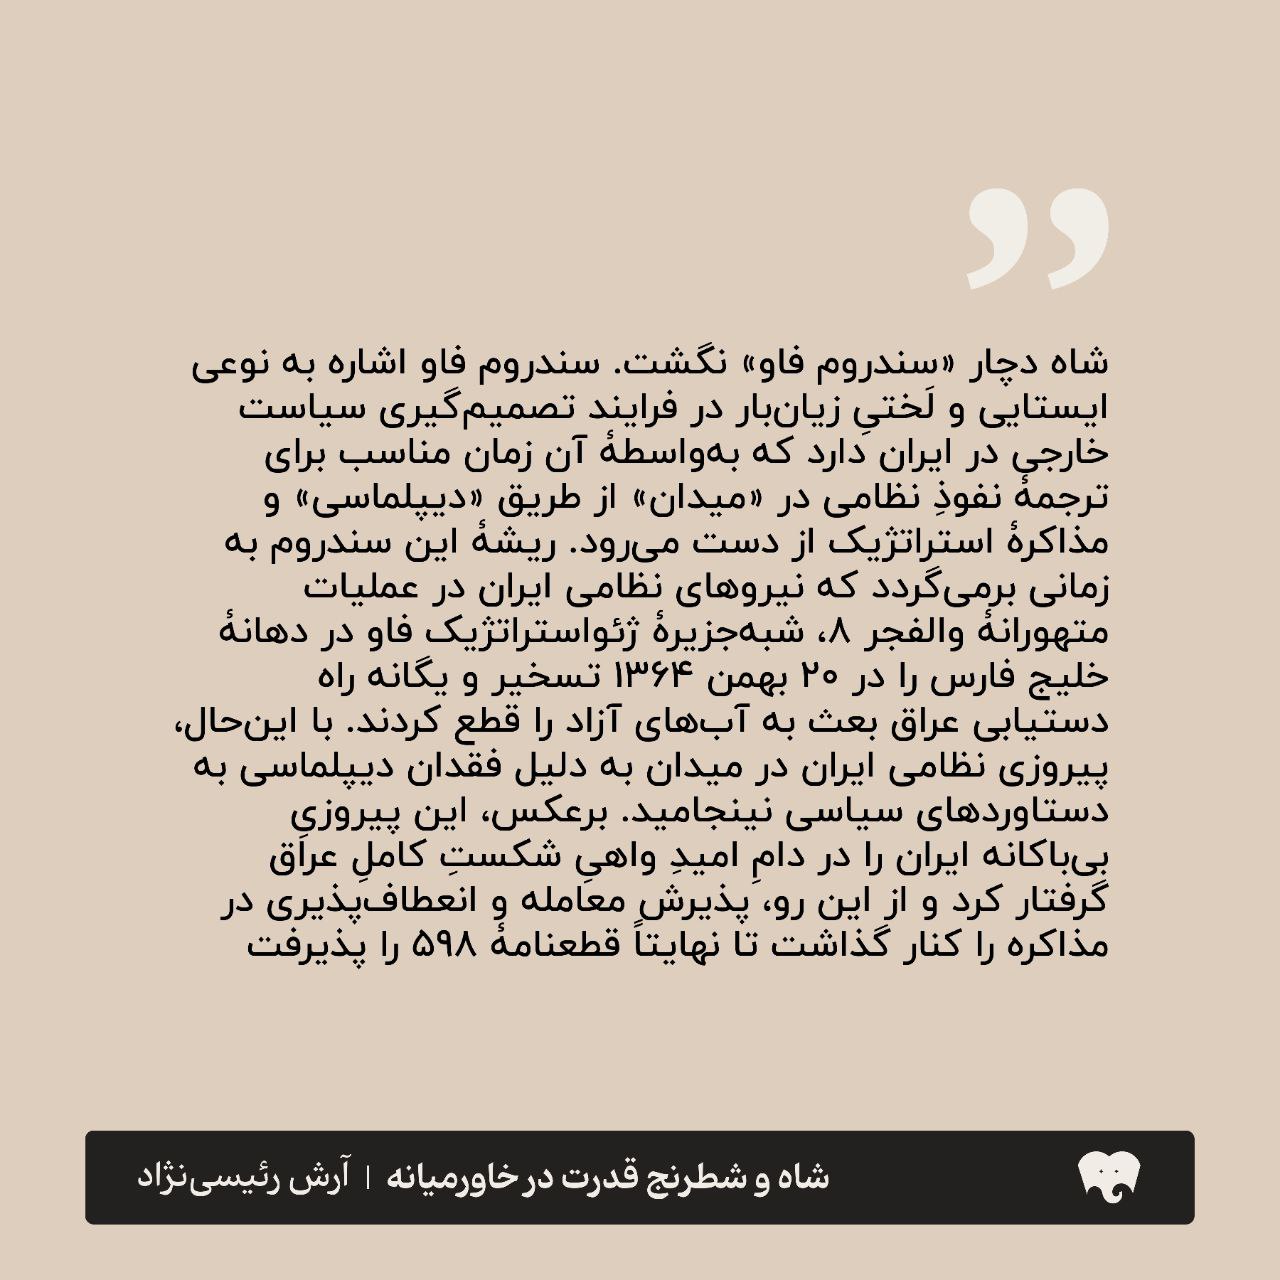 ”
شاه دچار «سندروم فاو» نگشت. سندروم فاو اشاره به نوعی
ایستایی و لَختیِ زیان‌بار در فرایند تصمیم‌گیری سیاست
خارجی در ایران دارد که به‌واسطهٔ آن زمان مناسب برای
ترجمهٔ نفوذِ نظامی در «میدان» از طریق «دیپلماسی» و
مذاکرهٔ استراتژیک از دست می‌رود. ریشهٔ این سندروم به
زمانی برمی‌گردد که نیروهای نظامی ایران در عملیات
متهورانهٔ والفجر ۸، شبه‌جزیرهٔ ژئواستراتژیک فاو در دهانهٔ
خلیج فارس را در ۲۰ بهمن ۱۳۶۴ تسخیر و یگانه راه
دستیابی عراق بعث به آب‌های آزاد را قطع کردند. با این‌حال،
پیروزی نظامی ایران در میدان به دلیل فقدان دیپلماسی به
دستاوردهای سیاسی نینجامید. برعکس، این پیروزیِ
بی‌باکانه ایران را در دامِ امیدِ واهیِ شکستِ کاملِ عراق
گرفتار کرد و از این رو، پذیرش معامله و انعطاف‌پذیری در
مذاکره را کنار گذاشت تا نهایتاً قطعنامهٔ ۵۹۸ را پذیرفت
شاه و شطرنج قدرت در خاورمیانه | آرش رئیسی‌نژاد